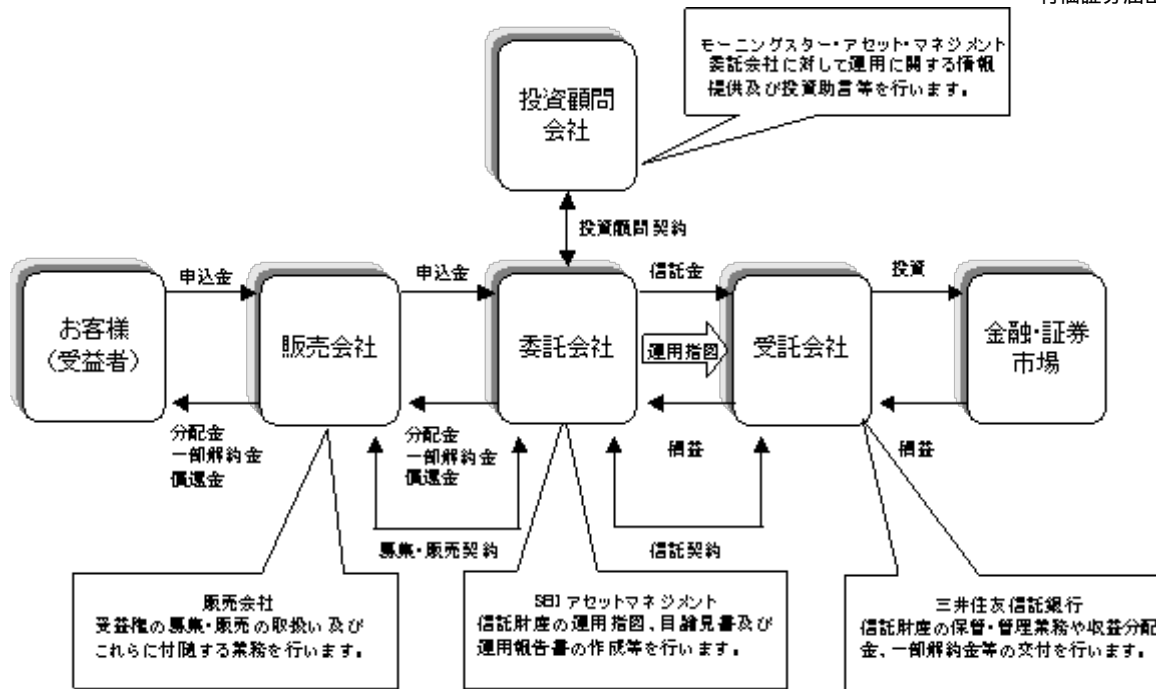 モーニングスター・アセット・マネジメント
委託会社に対して運用に関する情報
提供及び投資助言等を行います。
投資顧問
会社
投資顧問契約
申込金
申込金
信託金
投資
お客様
(受益者)
販売会社
委託会社
運用指図
受託会社
金融・証券
市場
分配金
一部解約金
償還金
分配金
一部解約金
償還金
損益
損益
募集・販売契約
信託契約
販売会社
受益権の募集・販売の取扱い及び
これらに付随する業務を行います。
SBIアセットマネジメント
信託財産の運用指図、目論見書及び
運用報告書の作成等を行います。
三井住友信託銀行
信託財産の保管・管理業務や収益分配
金、一部解約金等の交付を行います。